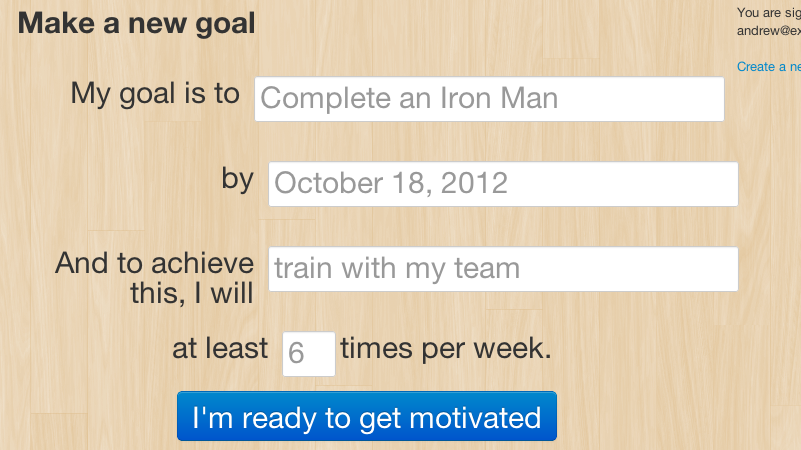 Make a new goal
You are sig
andrew@ex
Create a ne
My goal is to Complete an Iron Man
by October 18, 2012
And to achieve
this, I will
train with my team
at least 6 times per week.
I'm ready to get motivated